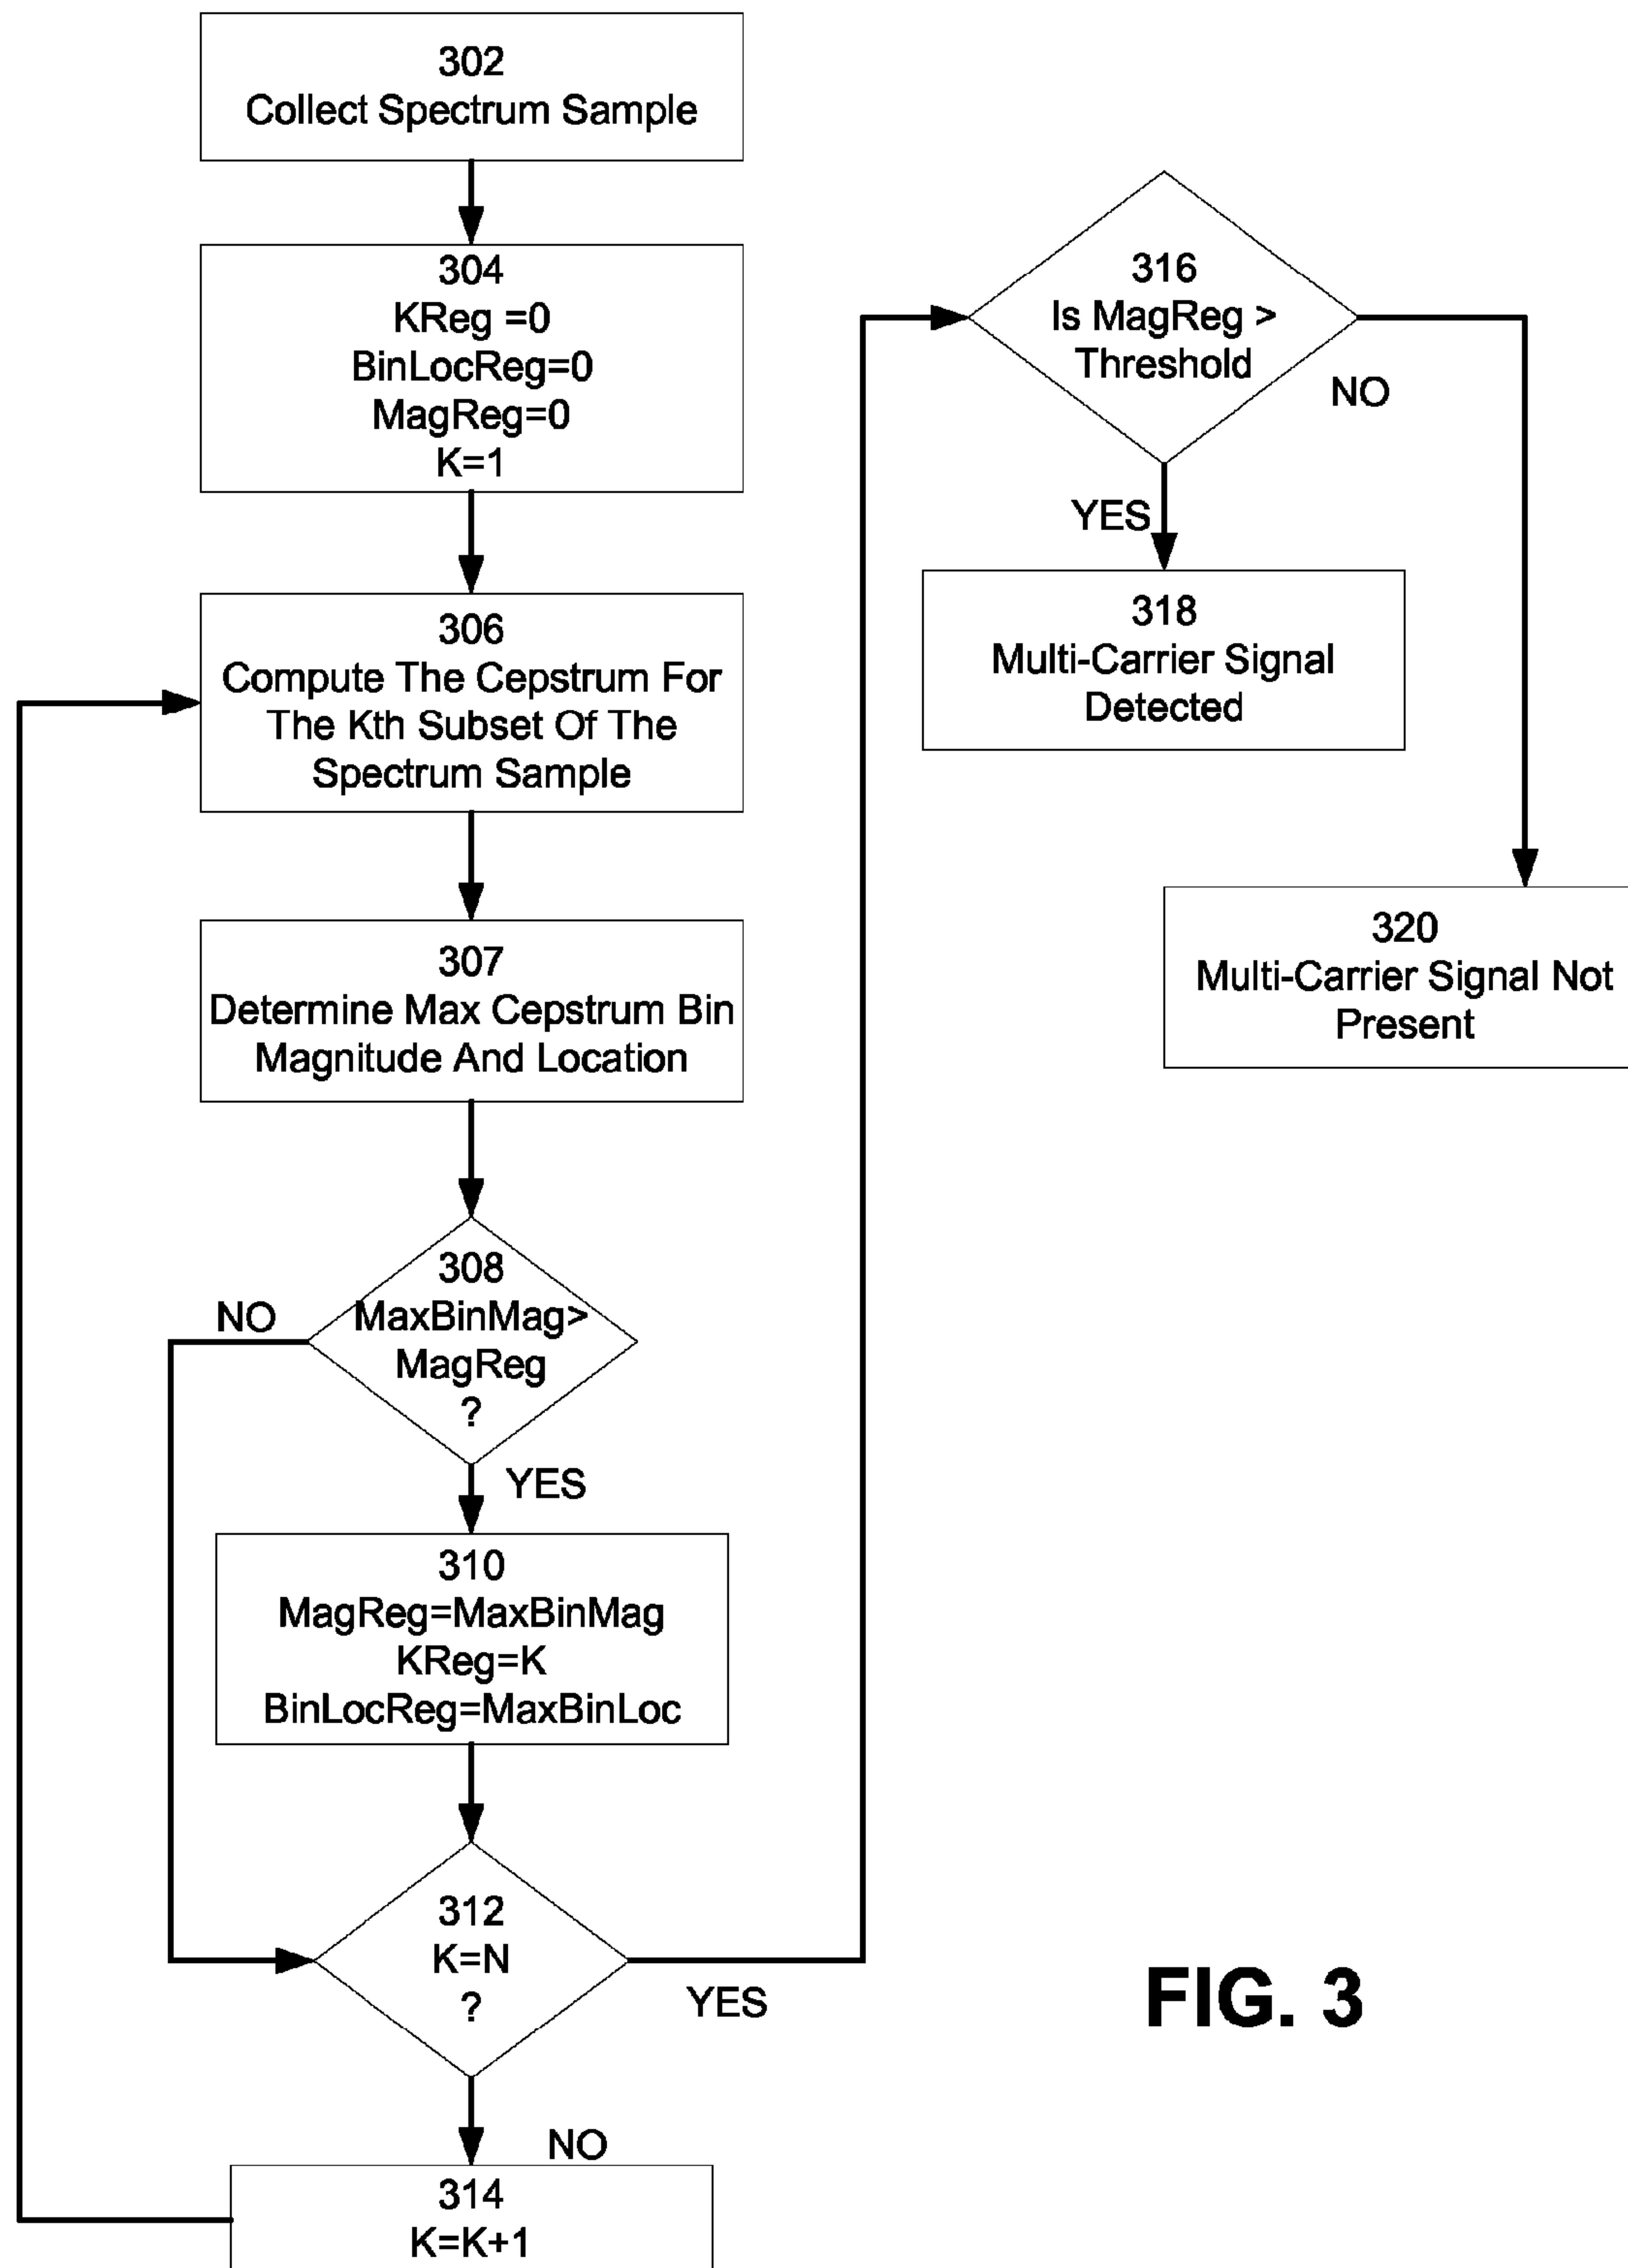 302
Collect Spectrum Sample
304
KReg =0
BinLocReg=0
MagReg=0
K=1
306
Compute The Cepstrum For
The Kth Subset Of The
Spectrum Sample
307
Determine Max Cepstrum Bin
Magnitude And Location
308
MaxBinMag>
MagReg
?
NO
YES
310
MagReg=MaxBinMag
KReg=K
BinLocReg=MaxBinLoc
312
K=N
?
YES
NO
314
K=K+1
316
Is MagReg >
Threshold
NO
YES
318
Multi-Carrier Signal
Detected
320
Multi-Carrier Signal Not
Present
FIG. 3